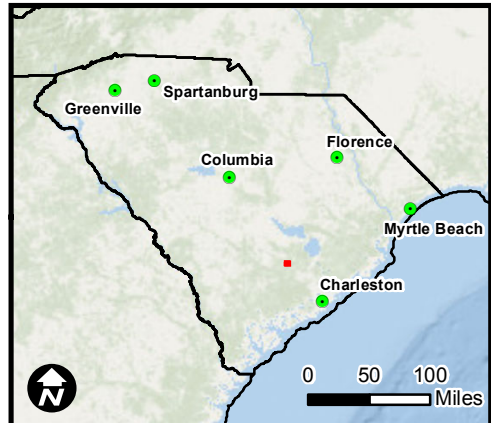 Spartanburg
Greenville
Florence
Columbia
Myrtle Beach
Charleston
N
0 50 100
Miles